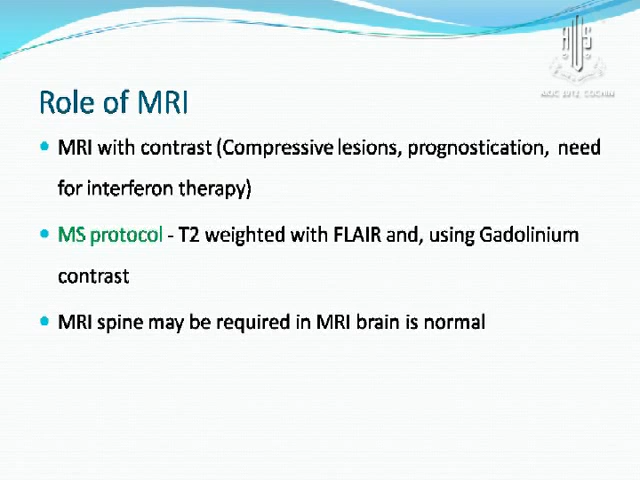 AIOC 2012, COCHIN
Role of MRI
MRI with contrast (Compressive lesions, prognostication, need
for interferon therapy)
MS protocol - T2 weighted with FLAIR and, using Gadolinium
contrast
MRI spine may be required in MRI brain is normal